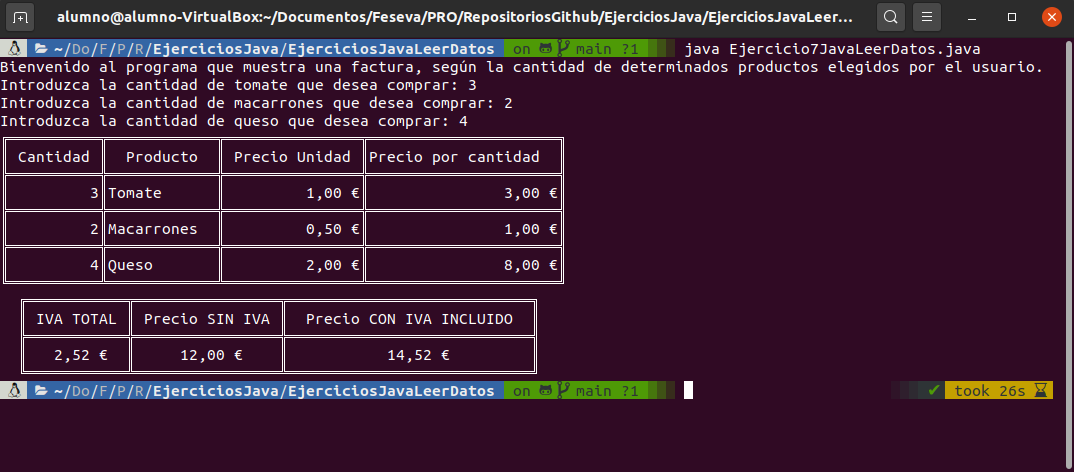 alumno@alumno-VirtualBox:~/Documentos/Feseva/PRO/RepositoriosGithub/EjerciciosJava/EjerciciosJavaLeer...
~/Do/F/P/R/EjerciciosJava/EjerciciosJavaLeerDatos on main ?1 java Ejercicio7JavaLeerDatos.java
Bienvenido al programa que muestra una factura, según la cantidad de determinados productos elegidos por el usuario.
Introduzca la cantidad de tomate que desea comprar: 3
Introduzca la cantidad de macarrones que desea comprar: 2
Introduzca la cantidad de queso que desea comprar: 4
Cantidad Producto Precio Unidad Precio por cantidad
3 Tomate 1,00 € 3,00 €
2 Macarrones 0,50 € 1,00 €
4 Queso 2,00 € 8,00 €
IVA TOTAL Precio SIN IVA Precio CON IVA INCLUIDO
2,52 € 12,00 € 14,52 €
~/Do/F/P/R/EjerciciosJava/EjerciciosJavaLeerDatos on main ?1 ✔ took 26s